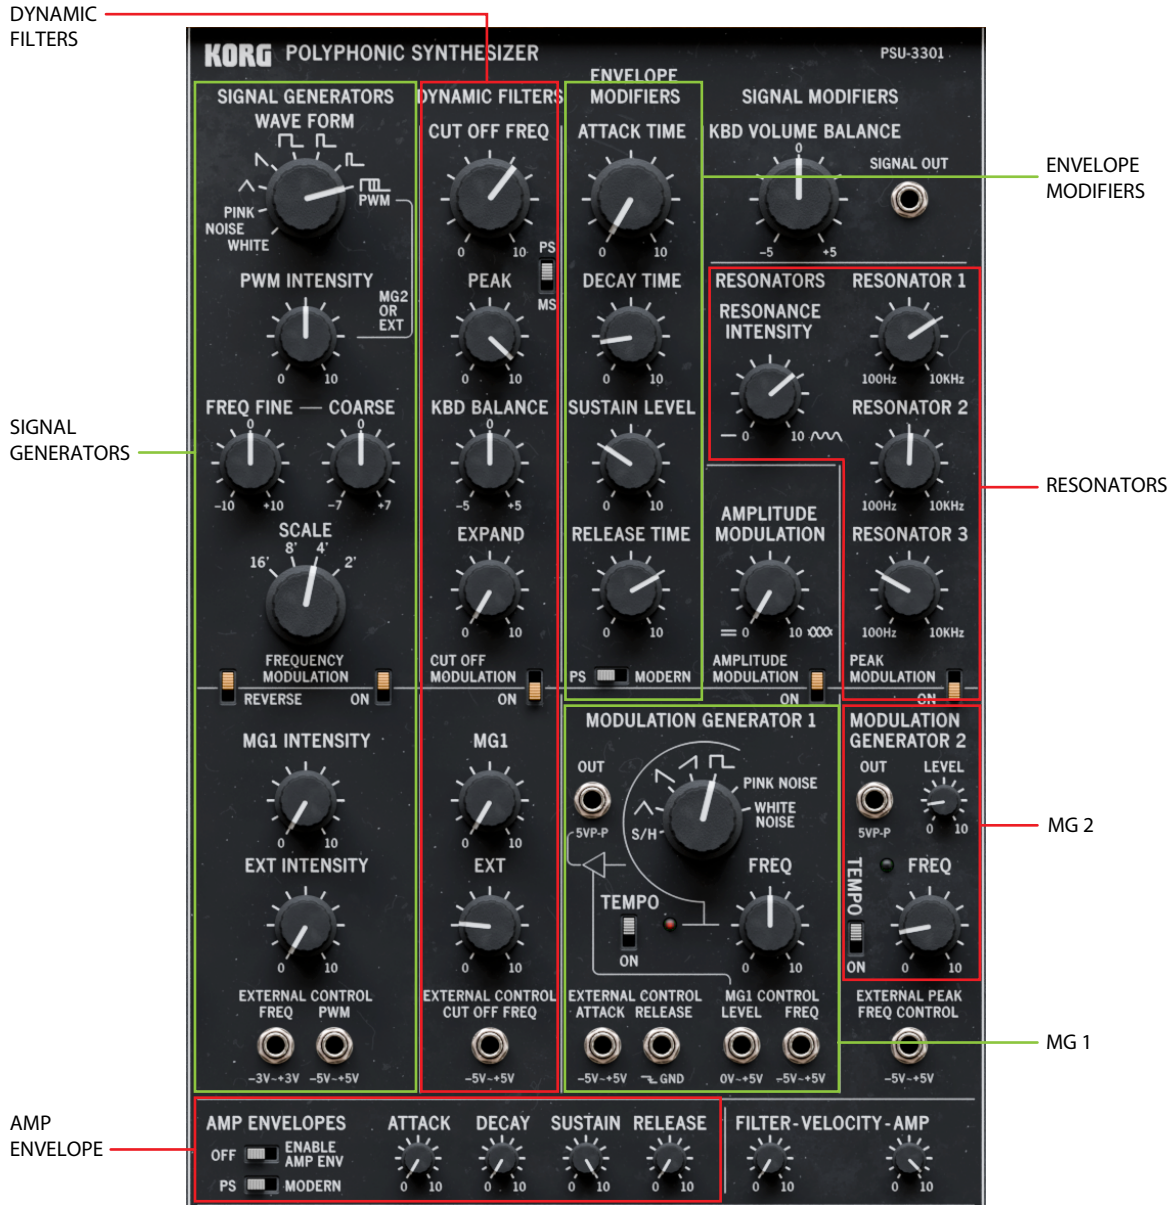 DYNAMIC
FILTERS
KORG POLYPHONIC SYNTHESIZER
PSU-3301
SIGNAL GENERATORS
WAVE FORM
PINK
NOISE
WHITE
PWM
PWM INTENSITY
0 10
MG2
OR
EXT
FREQ FINE — COARSE
0 0
-10 +10 -7 +7
SCALE
16' 8' 4' 2'
FREQUENCY
MODULATION
REVERSE ON
MG1 INTENSITY
0 10
EXT INTENSITY
0 10
EXTERNAL CONTROL
FREQ PWM
-3V~+3V -5V~+5V
DYNAMIC FILTERS
CUT OFF FREQ
0 10
PS
MS
PEAK
0 10
KBD BALANCE
0
-5 +5
EXPAND
0 10
CUT OFF
MODULATION
ON
MG1
0 10
EXT
0 10
EXTERNAL CONTROL
CUT OFF FREQ
-5V~+5V
ENVELOPE
MODIFIERS
ATTACK TIME
0 10
DECAY TIME
0 10
SUSTAIN LEVEL
0 10
RELEASE TIME
0 10
PS MODERN
SIGNAL MODIFIERS
KBD VOLUME BALANCE
0
-5 +5
SIGNAL OUT
RESONATORS
RESONANCE
INTENSITY
0 10
RESONATOR 1
100Hz 10KHz
RESONATOR 2
100Hz 10KHz
RESONATOR 3
100Hz 10KHz
AMPLITUDE
MODULATION
0 10
AMPLITUDE
MODULATION
ON
PEAK
MODULATION
ON
MODULATION GENERATOR 1
OUT
5VP-P
S/H
PINK NOISE
WHITE
NOISE
FREQ
0 10
TEMPO
ON
EXTERNAL CONTROL
ATTACK RELEASE
-5V~+5V GND
MG1 CONTROL
LEVEL FREQ
0V~+5V -5V~+5V
MODULATION
GENERATOR 2
OUT LEVEL
5VP-P 0 10
TEMPO
ON
FREQ
0 10
EXTERNAL PEAK
FREQ CONTROL
-5V~+5V
AMP ENVELOPES
OFF ENABLE
AMP ENV
PS MODERN
ATTACK DECAY SUSTAIN RELEASE
0 10 0 10 0 10 0 10
FILTER-VELOCITY-AMP
0 10 0 10
SIGNAL
GENERATORS
AMP
ENVELOPE
ENVELOPE
MODIFIERS
RESONATORS
MG 2
MG 1